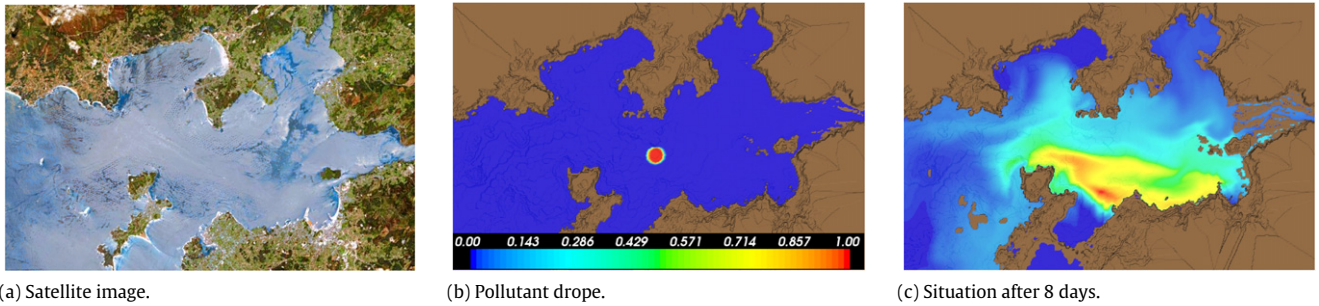 0.00 0.143 0.286 0.429 0.571 0.714 0.857 1.00
(a) Satellite image.
(b) Pollutant drope.
(c) Situation after 8 days.